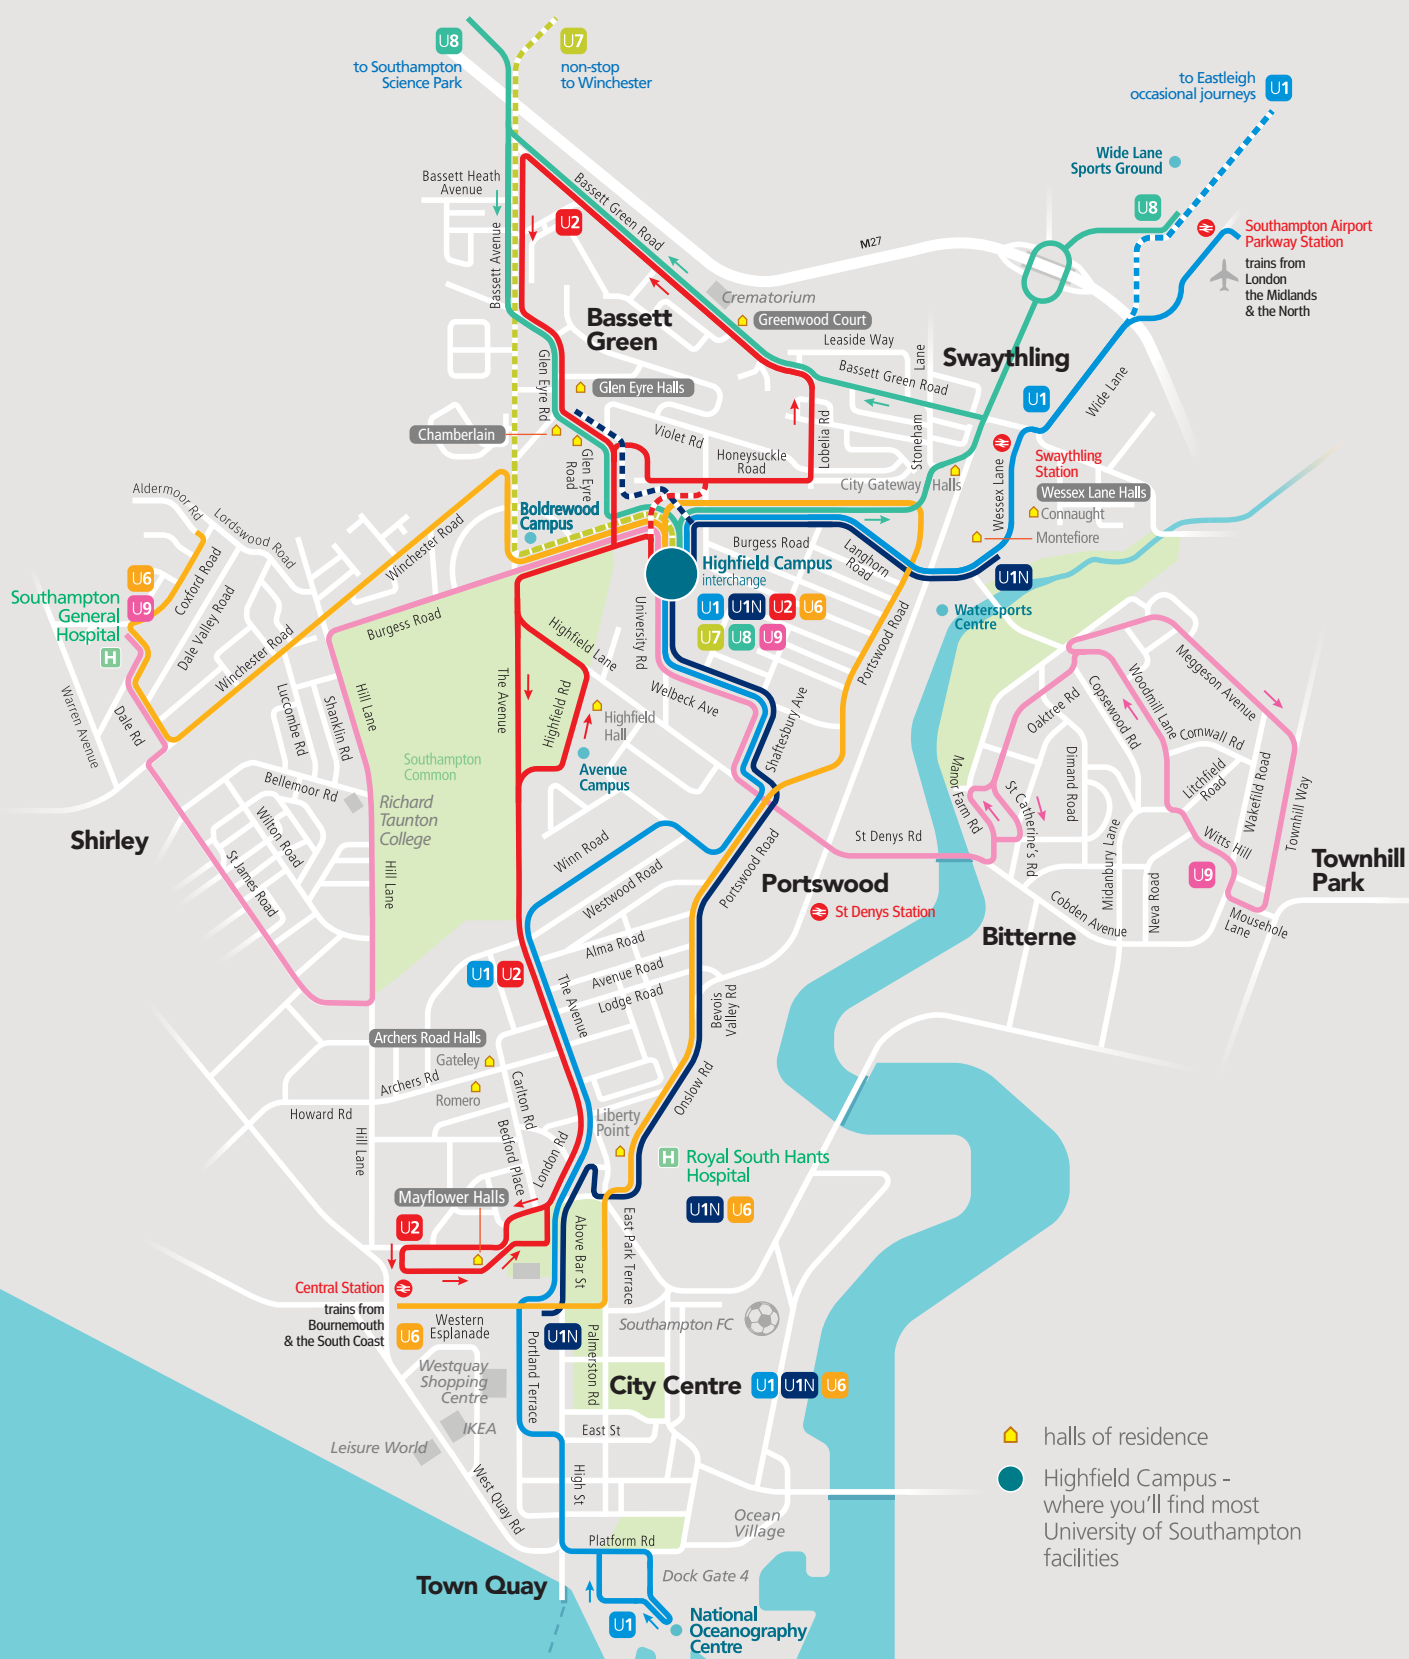 U8
to Southampton
Science Park
U7
non-stop
to Winchester
to Eastleigh
occasional journeys
U1
Wide Lane
Sports Ground
U8
Southampton Airport
Parkway Station
trains from
London
the Midlands
& the North
Bassett Heath
Avenue
U2
Bassett Green Road
M27
Bassett Avenue
Crematorium
Greenwood Court
Bassett
Green
Leaside Way
Lane
Swaythling
Bassett Green Road
Glen Eyre Rd
Glen Eyre Halls
Wide Lane
U1
Chamberlain
Violet Rd
Lobelia Rd
Stoneham
Glen Eyre
Road
Honeysuckle
Road
City Gateway Halls
Wessex Lane
Swaythling
Station
Wessex Lane Halls
Connaught
Montefiore
Aldermoor Rd
Lordswood Road
Winchester Road
Boldrewood
Campus
Burgess Road
Langhorn
Road
Highfield Campus
interchange
U1 U1N U2 U6
U7 U8 U9
U1N
Watersports
Centre
U6
U9
Southampton
General
Hospital
H
Coxford Road
Dale Valley Road
Winchester Road
Burgess Road
University Rd
Highfield Lane
Portswood Road
Meggeson Avenue
Woodmill Lane
Copsewood Rd
Oaktree Rd
Cornwall Rd
Warren Avenue
Dale Rd
Luccombe Rd
Shanklin Rd
Hill Lane
The Avenue
Highfield Rd
Highfield
Hall
Welbeck Ave
Shaftesbury Ave
Avenue
Campus
Southampton
Common
Bellemoor Rd
Richard
Taunton
College
Manor Farm Rd
St Catherine's Rd
Dimand Road
Litchfield
Road
Wakefild Road
Townhill Way
Shirley
Wilton Road
St James Road
Hill Lane
Winn Road
Westwood Road
Portswood Road
St Denys Rd
Midanbury Lane
Witts Hill
Townhill
Park
U9
Portswood
St Denys Station
Cobden Avenue
Neva Road
Mousehole
Lane
Bitterne
Alma Road
Avenue Road
Lodge Road
U1 U2
The Avenue
Bevois
Valley Rd
Archers Road Halls
Gateley
Archers Rd
Romero
Carlton Rd
Onslow Rd
Howard Rd
Hill Lane
Bedford Place
London Rd
Liberty
Point
H
Royal South Hants
Hospital
U1N U6
Mayflower Halls
U2
Above Bar St
East Park Terrace
Central Station
trains from
Bournemouth
& the South Coast
U6
Western
Esplanade
Portland Terrace
U1N
Palmerston Rd
Southampton FC
Westquay
Shopping
Centre
City Centre
U1 U1N U6
IKEA
Leisure World
East St
West Quay Rd
High St
Ocean
Village
Platform Rd
Dock Gate 4
Town Quay
U1
National
Oceanography
Centre
halls of residence
Highfield Campus -
where you'll find most
University of Southampton
facilities